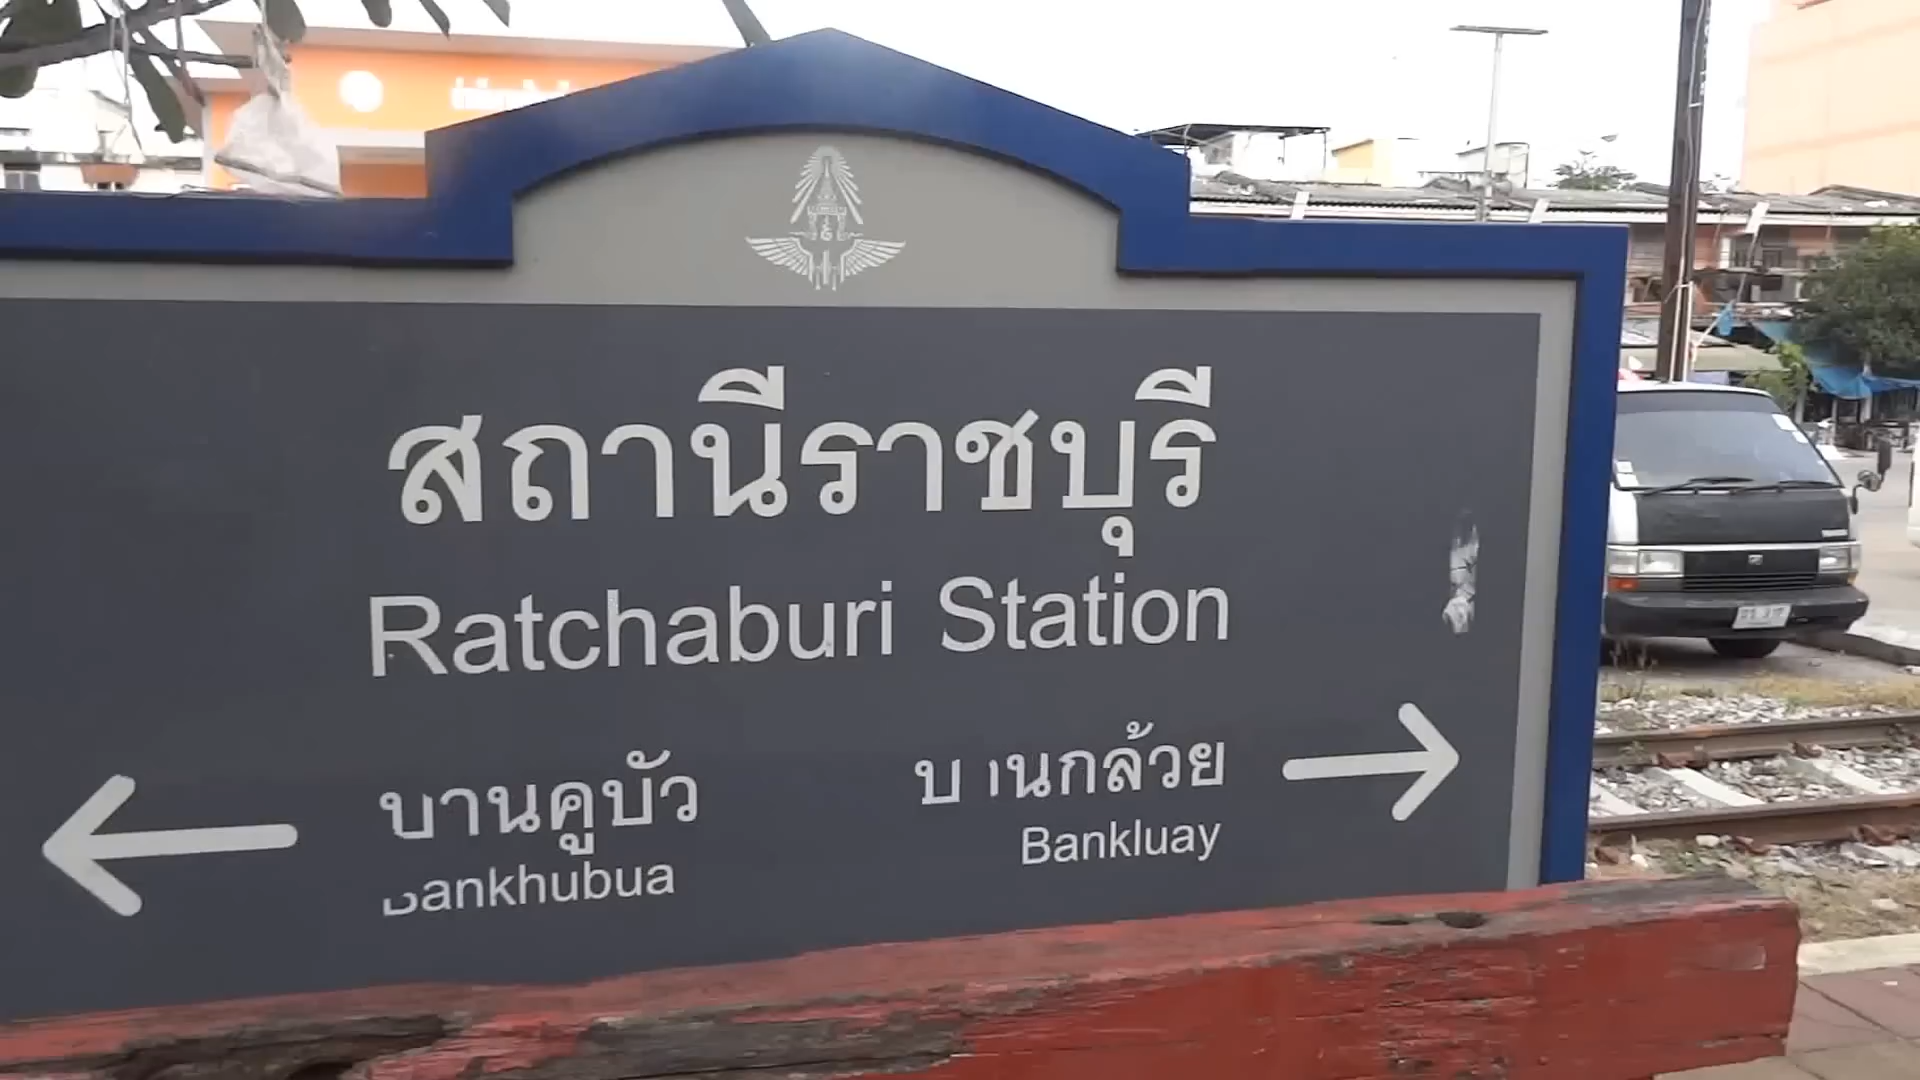 สถานีราชบุรี
Ratchaburi Station
บานคูบัว
ankhubua
บ านกล้วย
Bankluay